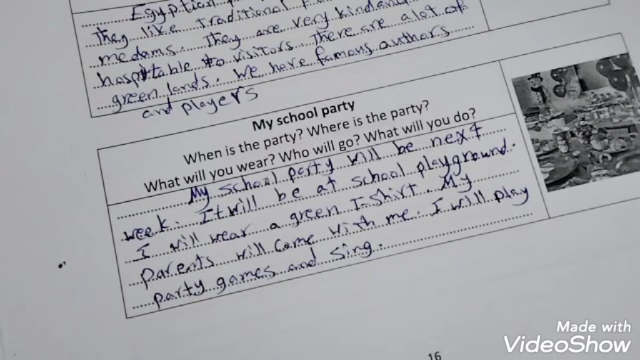 Egyptian
They like Traditional
medams. They are very kind and
hospitable to visitors. There are a lot of
green lands. We have famous authors
and players
My school party
When is the party? Where is the party?
What will you wear? Who will go? What will you do?
My school party will be next
week. It will be at school playground.
I will wear a green T-shirt. My
parents will come with me. I will play
party games and sing.
16
Made with
VideoShow